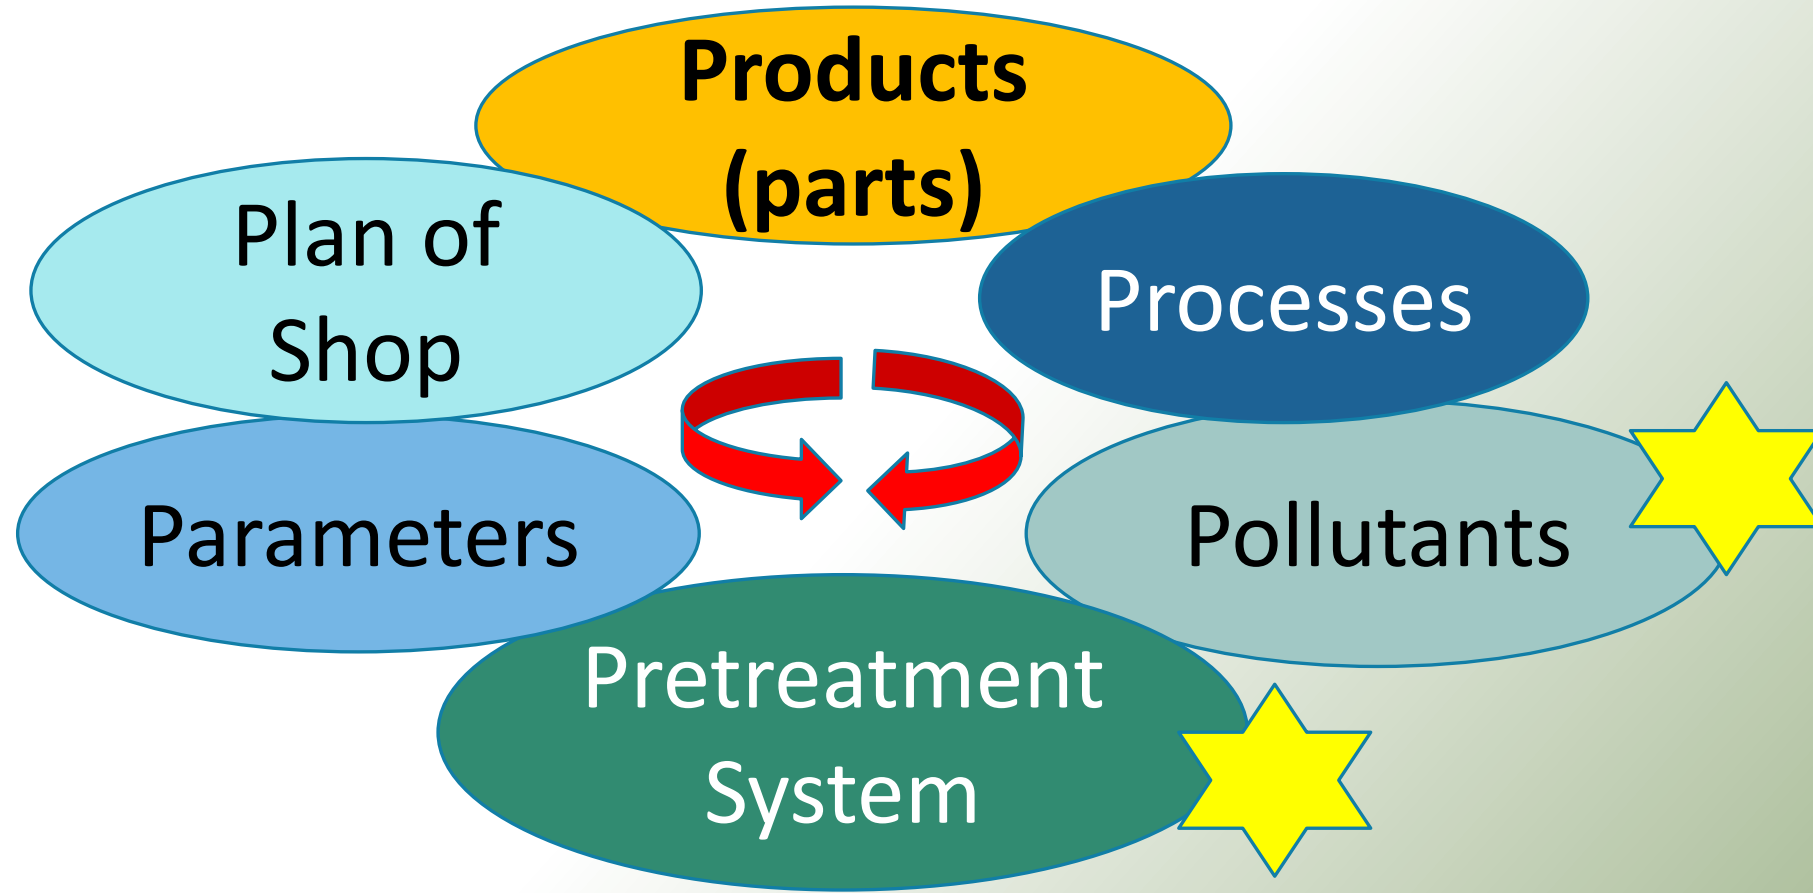 Products
(parts)
Plan of
Shop
Processes
Parameters
Pollutants
Pretreatment
System